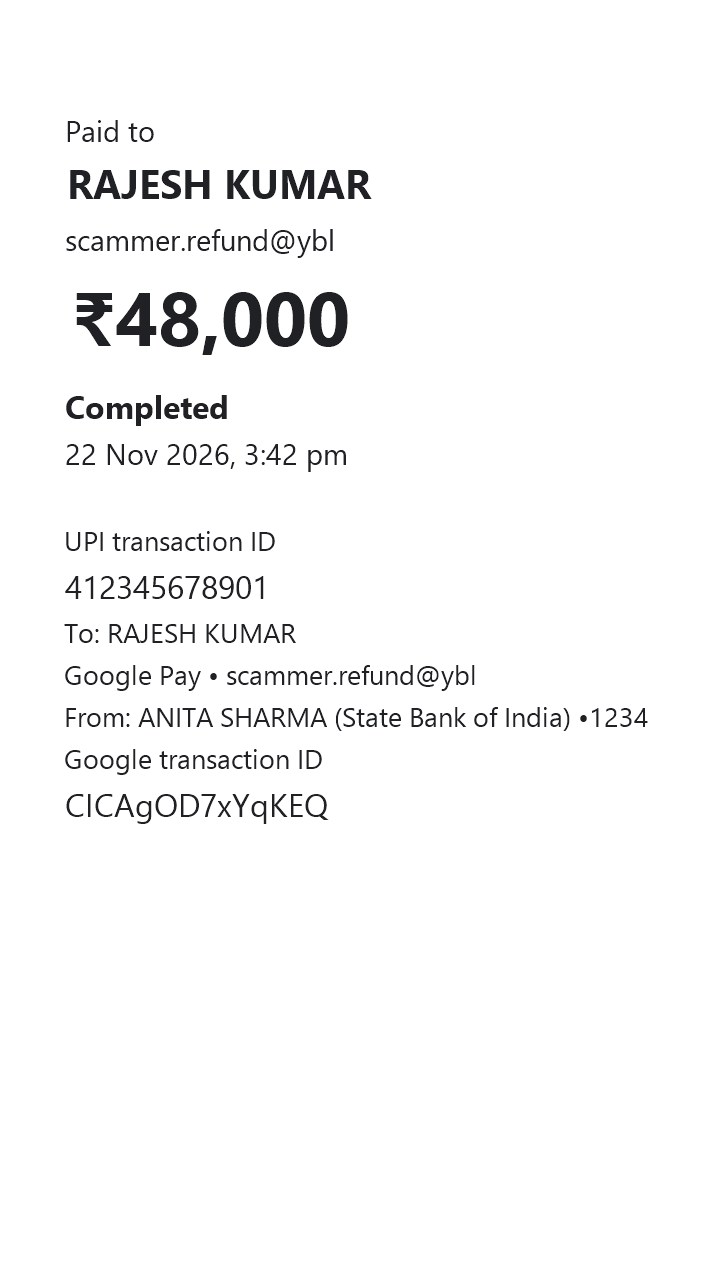 Paid to
RAJESH KUMAR
scammer.refund@ybl
₹48,000
Completed
22 Nov 2026, 3:42 pm
UPI transaction ID
412345678901
To: RAJESH KUMAR
Google Pay • scammer.refund@ybl
From: ANITA SHARMA (State Bank of India) •1234
Google transaction ID
CICAgOD7xYqKEQ